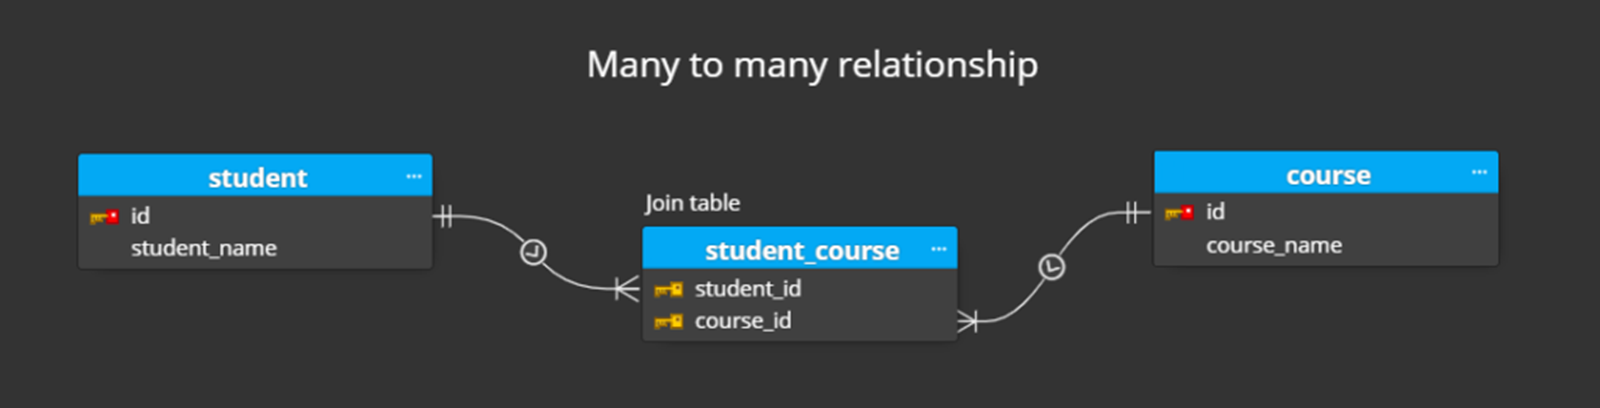 Many to many relationship
student
id
student_name
Join table
student_course
student_id
course_id
course
id
course_name